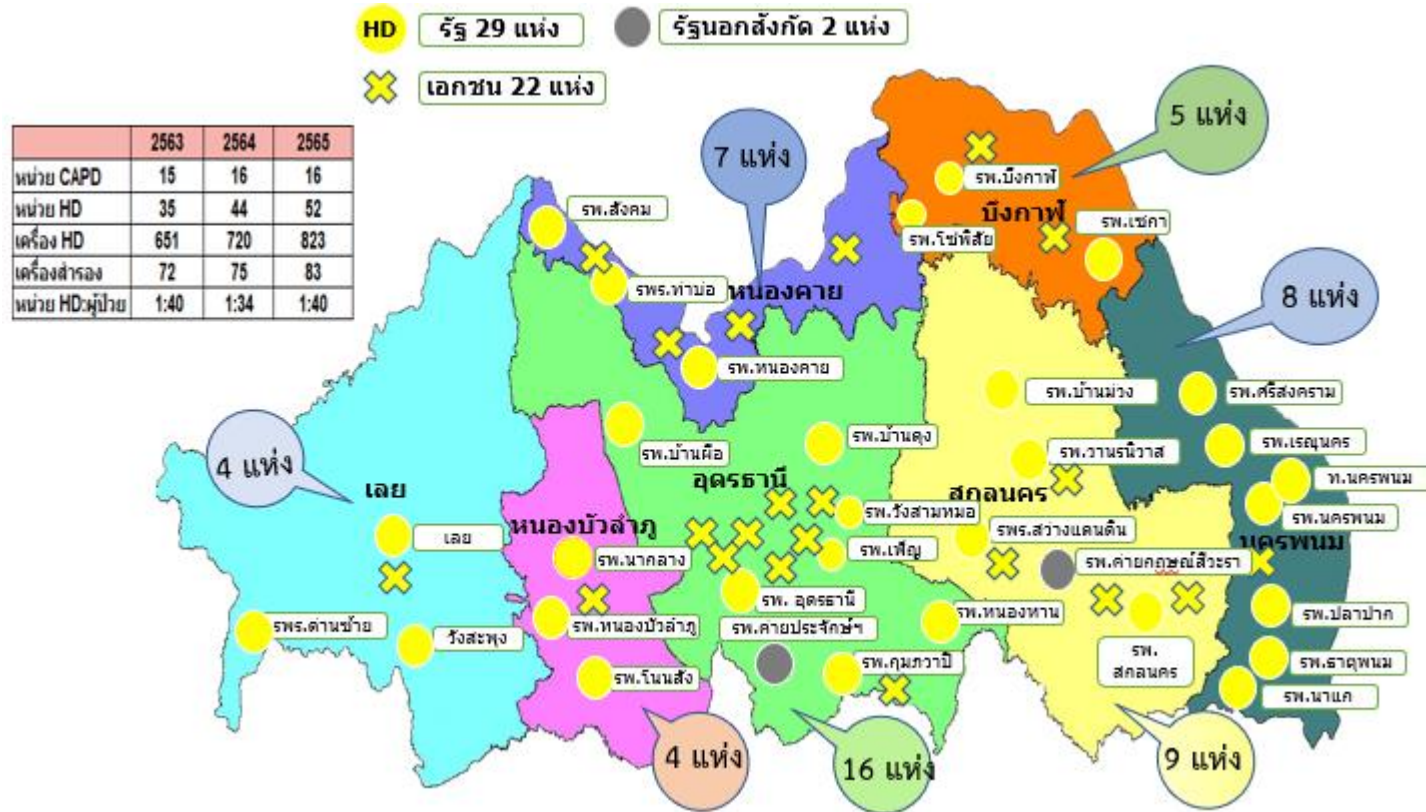 HD รัฐ 29 แห่ง
รัฐนอกสังกัด 2 แห่ง
เอกชน 22 แห่ง
2563 2564 2565
หน่วย CAPD 15 16 16
หน่วย HD 35 44 52
เครื่อง HD 651 720 823
เครื่องสำรอง 72 75 83
หน่วย HD:ผู้ป่วย 1:40 1:34 1:40
5 แห่ง
7 แห่ง
รพ.บึงกาฬ
บึงกาฬ
รพ.เซกา
รพ.โซ่พิสัย
รพ.สังคม
รพร.ท่าบ่อ
หนองคาย
รพ.หนองคาย
8 แห่ง
รพ.บ้านม่วง
รพ.ศรีสงคราม
รพ.เรณูนคร
รพ.บ้านผือ
รพ.บ้านดุง
รพ.วานรนิวาส
ท.นครพนม
รพ.นครพนม
นครพนม
4 แห่ง
เลย
อุดรธานี
สกลนคร
หนองบัวลำภู
รพ.วังสามหมอ
รพร.สว่างแดนดิน
เลย
รพ.นากลาง
รพ.เพ็ญ
รพ.ค่ายกฤษณ์สีวะรา
รพ. อุดรธานี
รพ.หนองหาน
รพ.ปลาปาก
รพร.ด่านซ้าย
วังสะพุง
รพ.หนองบัวลำภู
รพ.ค่ายประจักษ์ฯ
รพ.
สกลนคร
รพ.ธาตุพนม
รพ.โนนสัง
รพ.กุมภวาปี
รพ.นาแก
4 แห่ง
16 แห่ง
9 แห่ง